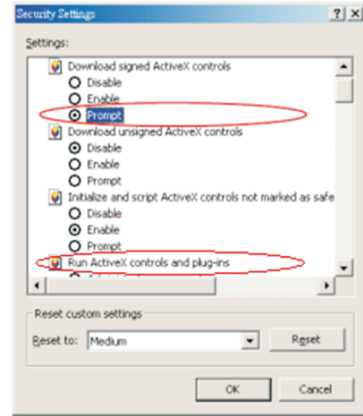 Security Settings
Settings:
Download signed ActiveX controls
Disable
Enable
Prompt
Download unsigned ActiveX controls
Disable
Enable
Prompt
Initialize and script ActiveX controls not marked as safe
Disable
Enable
Prompt
Run ActiveX controls and plug-ins
Reset custom settings
Reset to: Medium Reset
OK Cancel